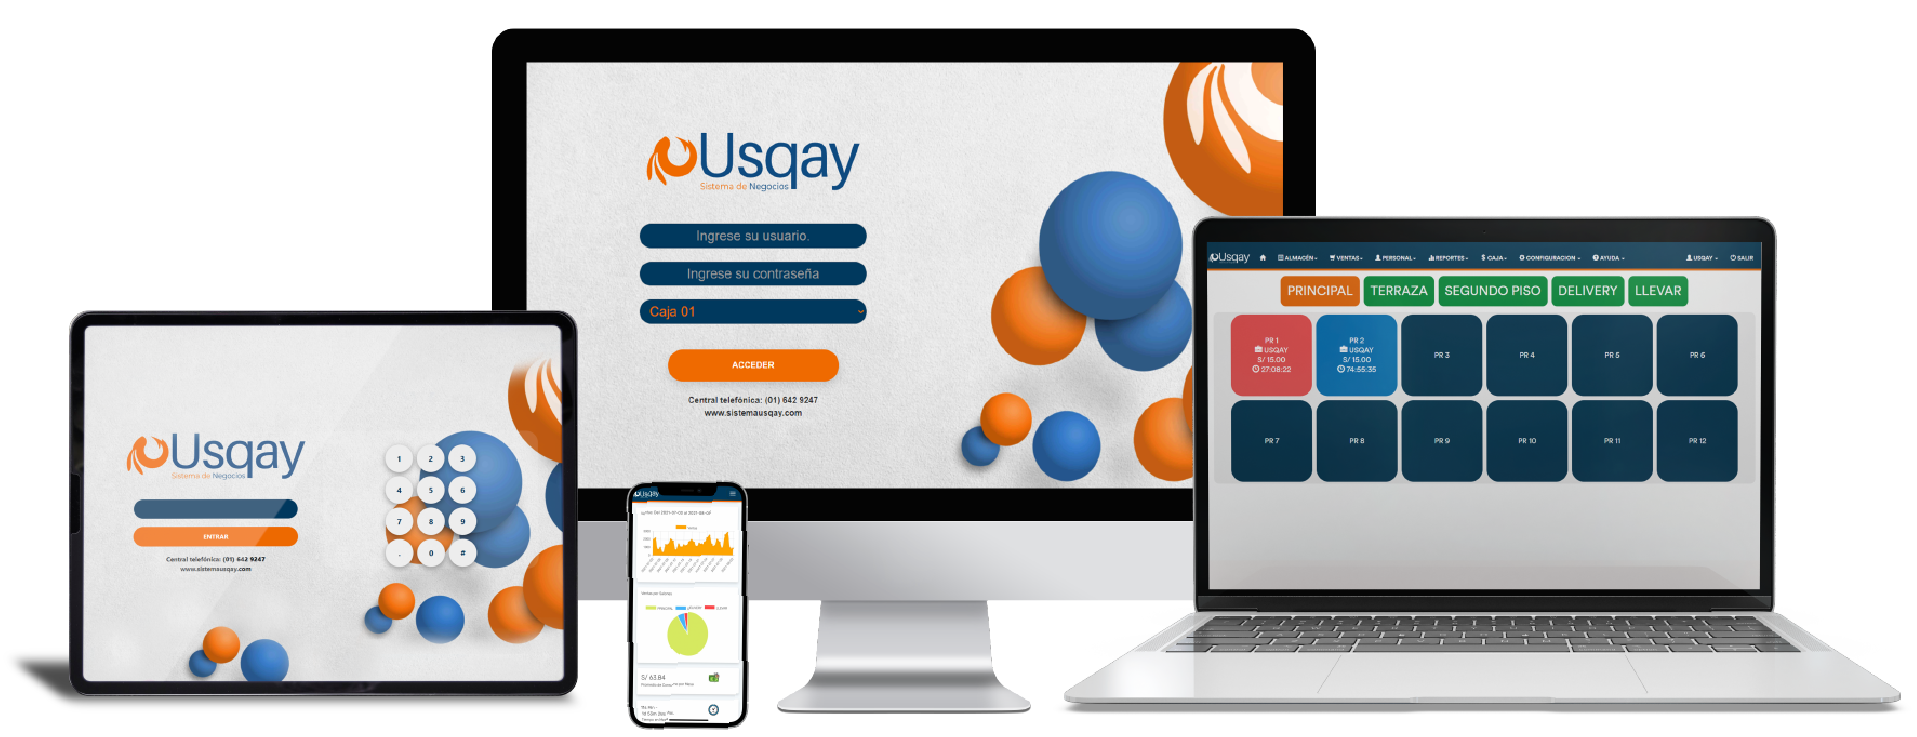 Usqay
Sistema de Negocios
Ingrese su usuario.
Ingrese su contraseña
Caja 01
ACCEDER
Central telefónica: (01) 642 9247
www.sistemausqay.com
Usqay
Sistema de Negocios
ENTRAR
Central telefónica: (01) 642 9247
www.sistemausqay.com
1 2 3
4 5 6
7 8 9
. 0 #
Usqay
PRINCIPAL
LLEVAR
S/ 63.84
Usqay ALMACÉN VENTAS PERSONAL REPORTES $ CAJA CONFIGURACION AYUDA USQAY SALIR
PRINCIPAL TERRAZA SEGUNDO PISO DELIVERY LLEVAR
PR 1
USQAY
S/ 15.00
27:08:22
PR 2
USQAY
S/ 15.00
74:55:35
PR 3
PR 4
PR 5
PR 6
PR 7
PR 8
PR 9
PR 10
PR 11
PR 12